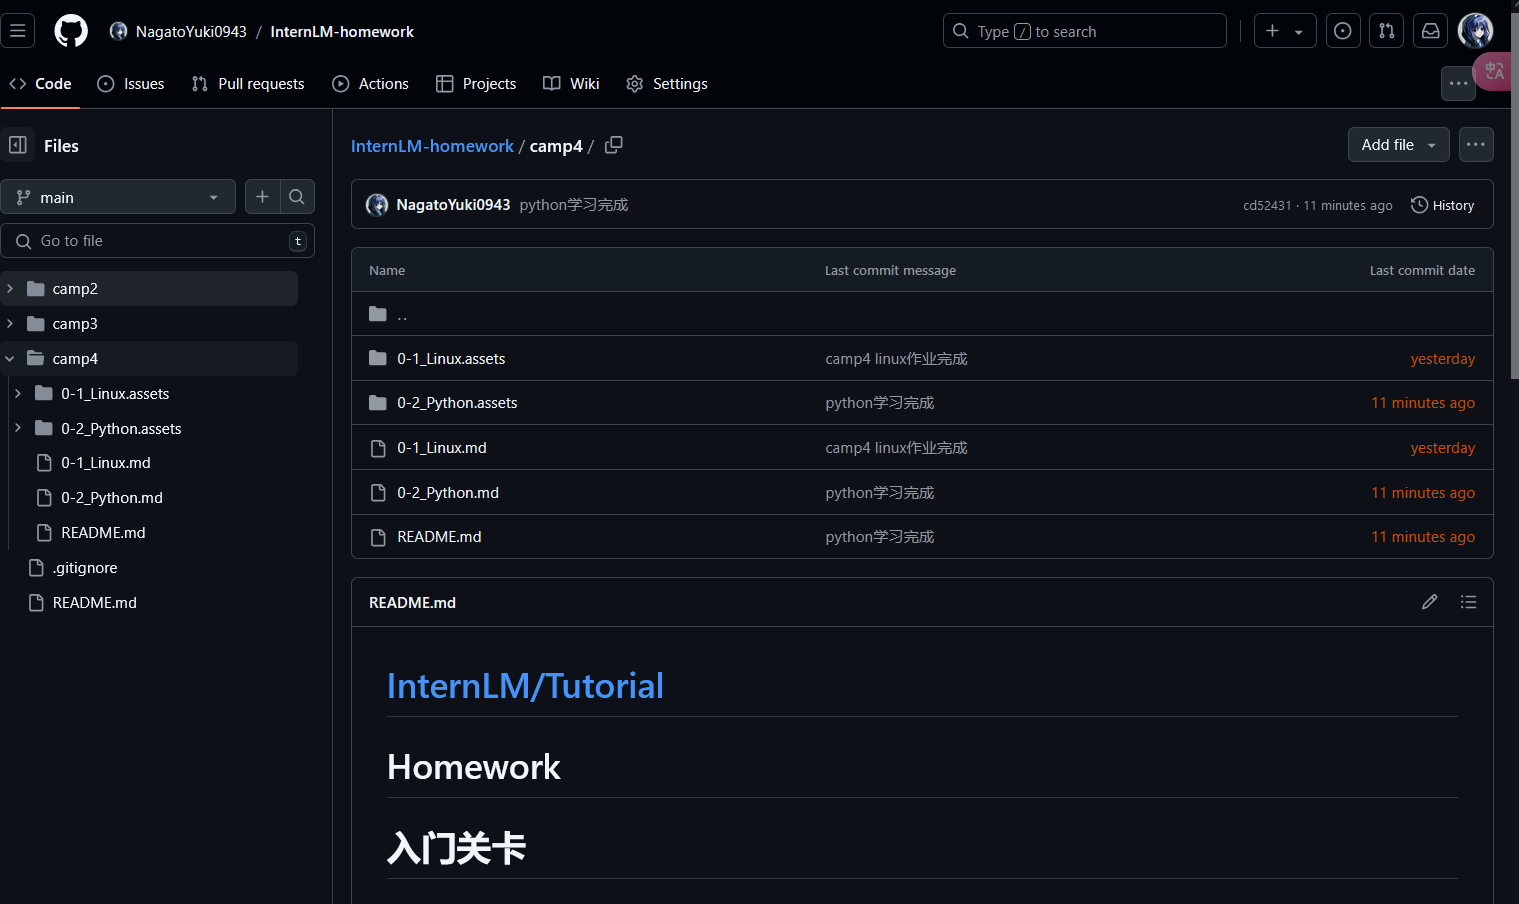 NagatoYuki0943 / InternLM-homework
Type / to search
Code Issues Pull requests Actions Projects Wiki Settings
中A
Files
main
Go to file t
camp2
camp3
camp4
0-1_Linux.assets
0-2_Python.assets
0-1_Linux.md
0-2_Python.md
README.md
.gitignore
README.md
InternLM-homework / camp4 /
Add file
NagatoYuki0943 python学习完成 cd52431 · 11 minutes ago History
Name Last commit message Last commit date
..
0-1_Linux.assets camp4 linux作业完成 yesterday
0-2_Python.assets python学习完成 11 minutes ago
0-1_Linux.md camp4 linux作业完成 yesterday
0-2_Python.md python学习完成 11 minutes ago
README.md python学习完成 11 minutes ago
README.md
InternLM/Tutorial
Homework
入门关卡